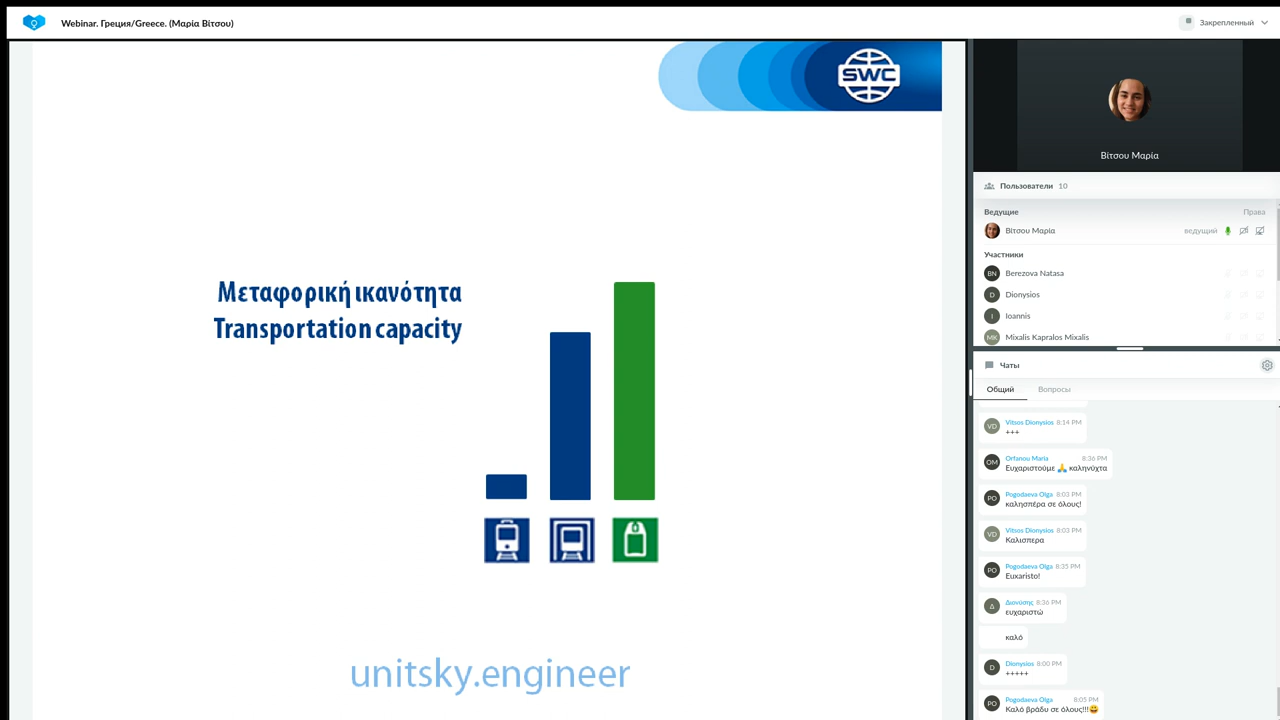 Webinar. Греция/Greece. (Μαρία Βίτσου)
Закрепленный
SWC
Μεταφορική ικανότητα
Transportation capacity
unitsky.engineer
Βίτσου Μαρία
Пользователи 10
Ведущие Права
Βίτσου Μαρία ведущий
Участники
BN Berezova Natasa
D Dionysios
I Ioannis
MK Mixalis Kapralos Mixalis
Чаты
Общий Вопросы
VD Vitsos Dionysios 8:14 PM
+++
OM Orfanou Maria 8:36 PM
Ευχαριστούμε 🙏 καληνύχτα
PO Pogodaeva Olga 8:03 PM
καλησπέρα σε όλους!
VD Vitsos Dionysios 8:03 PM
Καλισπερα
PO Pogodaeva Olga 8:35 PM
Euxaristo!
Δ Διονύσης 8:36 PM
ευχαριστώ
καλό
D Dionysios 8:00 PM
+++++
PO Pogodaeva Olga 8:05 PM
Καλό βράδυ σε όλους!!!😃